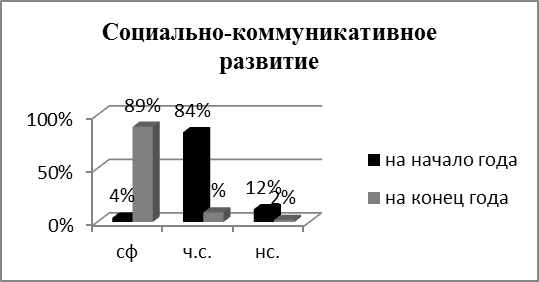 Социально-коммуникативное
развитие
89% 84%
100%
50%
4% % 12% 2%
0%
сф ч.с. нс.
на начало года
на конец года